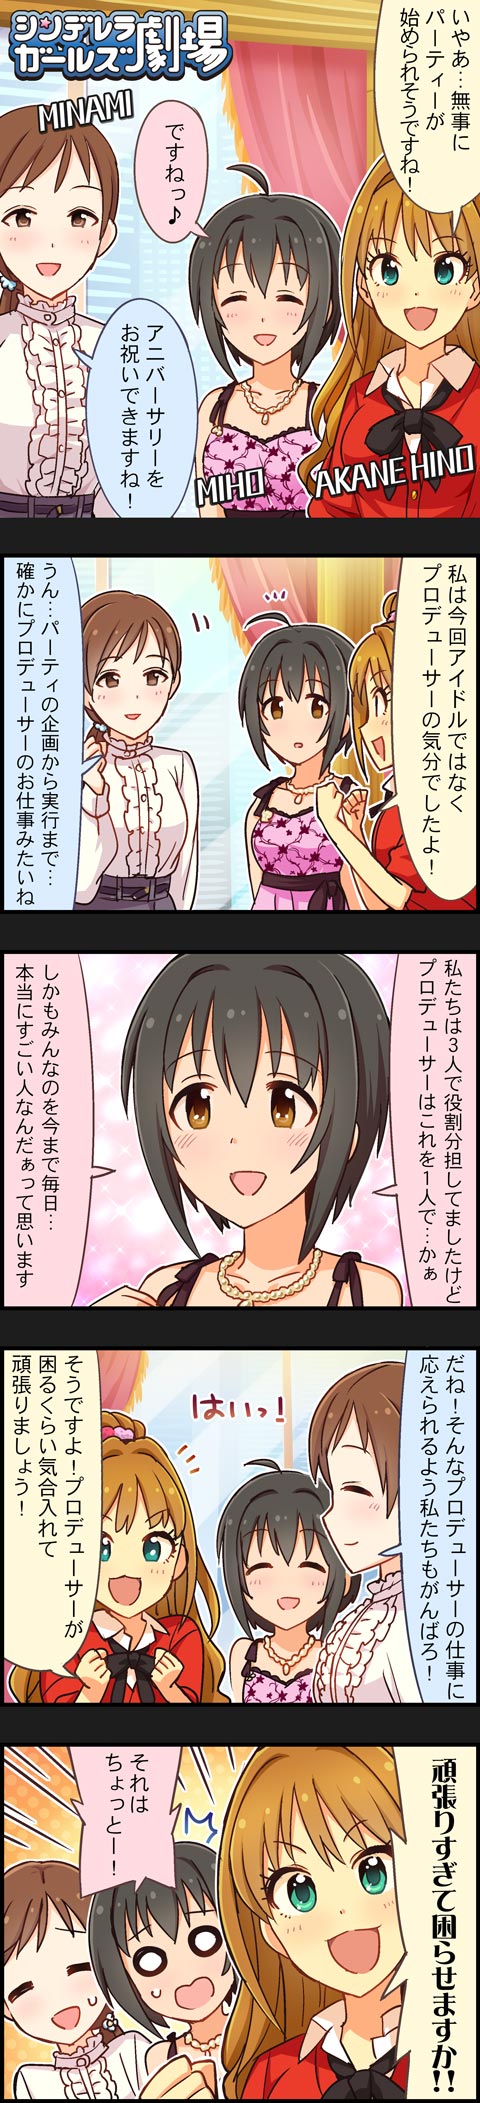 シンデレラ
ガールズ劇場
いやあ…無事に
パーティーが
始められそうですね！
ですねっ♪
アニバーサリーを
お祝いできますね！
MINAMI
MIHO
AKANE HINO
私は今回アイドルではなく
プロデューサーの気分でしたよ！
うん…パーティの企画から実行まで…
確かにプロデューサーのお仕事みたいね
私たちは3人で役割分担してましたけど
プロデューサーはこれを1人で…かぁ
しかもみんなのを今まで毎日…
本当にすごい人なんだぁって思います
だね！そんなプロデューサーの仕事に
応えられるよう私たちもがんばろ！
はいっ！
そうですよ！プロデューサーが
困るくらい気合入れて
頑張りましょう！
頑張りすぎて困らせますか!!
それは
ちょっとー！